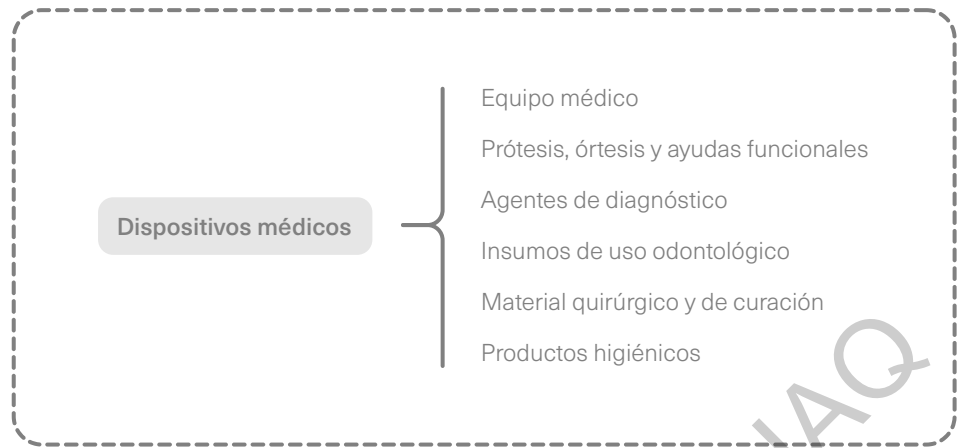 Equipo médico
Prótesis, órtesis y ayudas funcionales
Agentes de diagnóstico
Dispositivos médicos
Insumos de uso odontológico
Material quirúrgico y de curación
Productos higiénicos